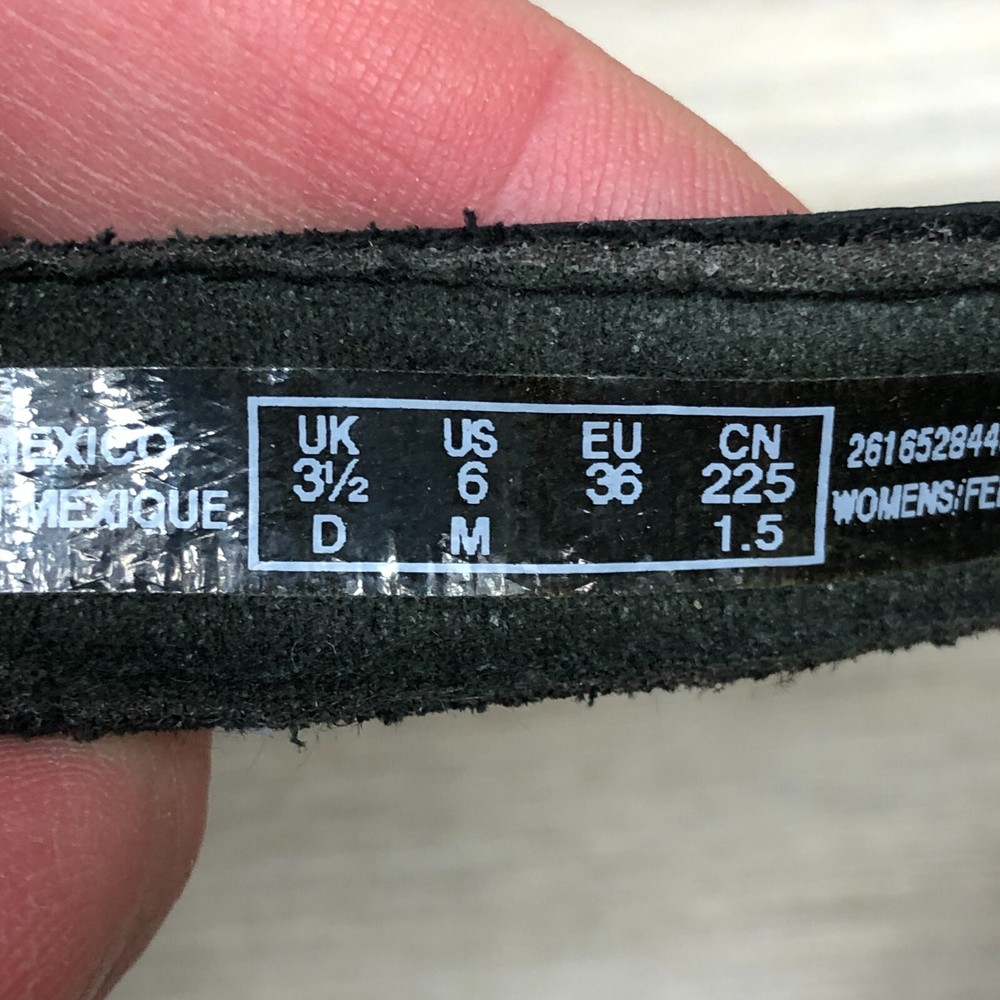 MEXICO
MEXIQUE
UK US EU CN
3½ 6 36 225
D M 1.5
261652844
WOMENS/FE